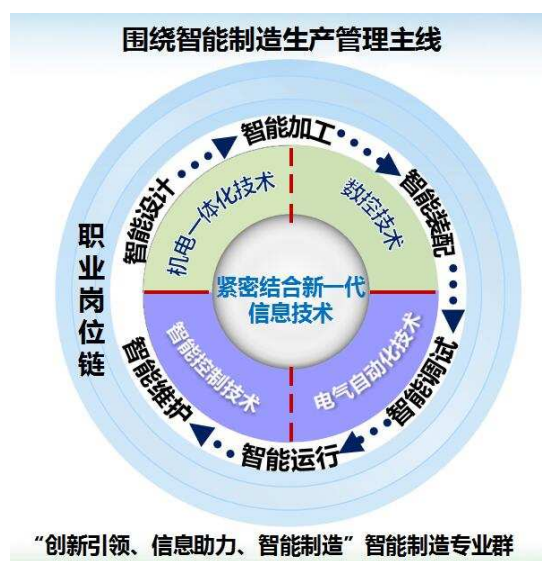 围绕智能制造生产管理主线
智能加工
智能装配
智能调试
智能运行
智能维护
智能设计
职业岗位链
机电一体化技术
数控技术
电气自动化技术
智能控制技术
紧密结合新一代
信息技术
“创新引领、信息助力、智能制造”智能制造专业群